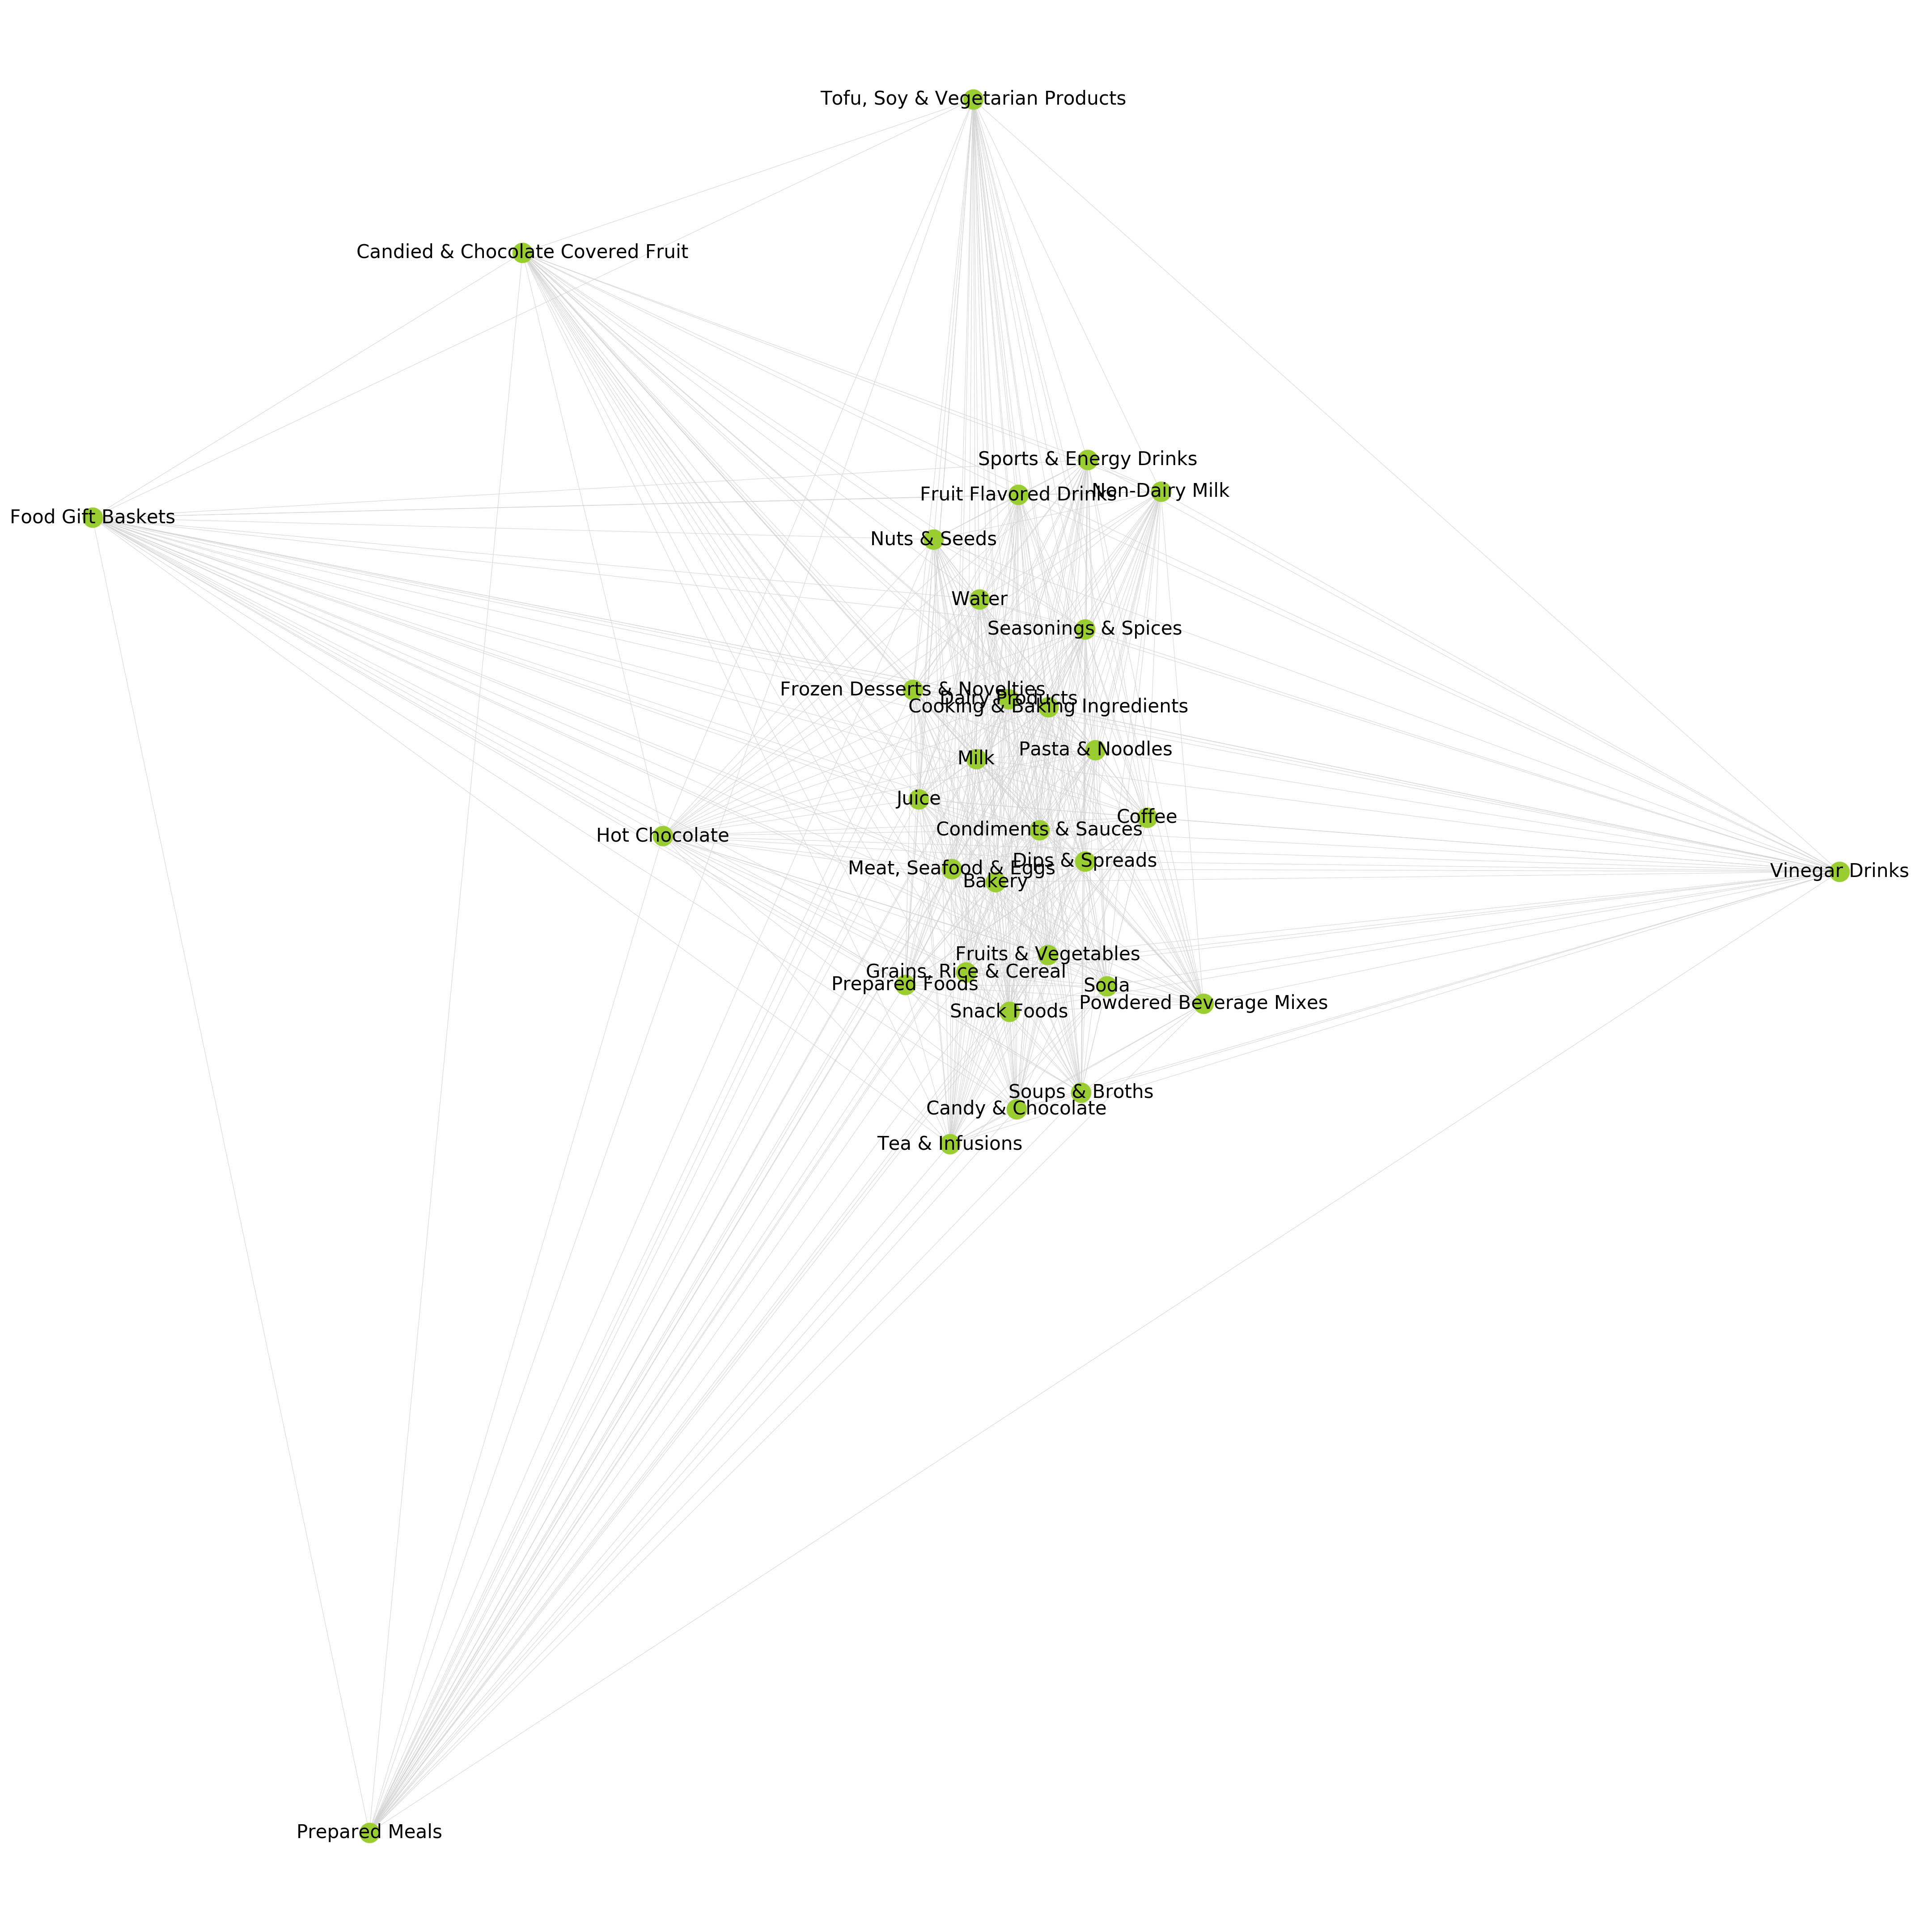 Tofu, Soy & Vegetarian Products
Candied & Chocolate Covered Fruit
Sports & Energy Drinks
Fruit Flavored Drinks
Non-Dairy Milk
Food Gift Baskets
Nuts & Seeds
Water
Seasonings & Spices
Frozen Desserts & Novelties
Dairy Products
Cooking & Baking Ingredients
Pasta & Noodles
Milk
Juice
Coffee
Condiments & Sauces
Hot Chocolate
Dips & Spreads
Meat, Seafood & Eggs
Vinegar Drinks
Bakery
Fruits & Vegetables
Grains, Rice & Cereal
Prepared Foods
Soda
Powdered Beverage Mixes
Snack Foods
Soups & Broths
Candy & Chocolate
Tea & Infusions
Prepared Meals